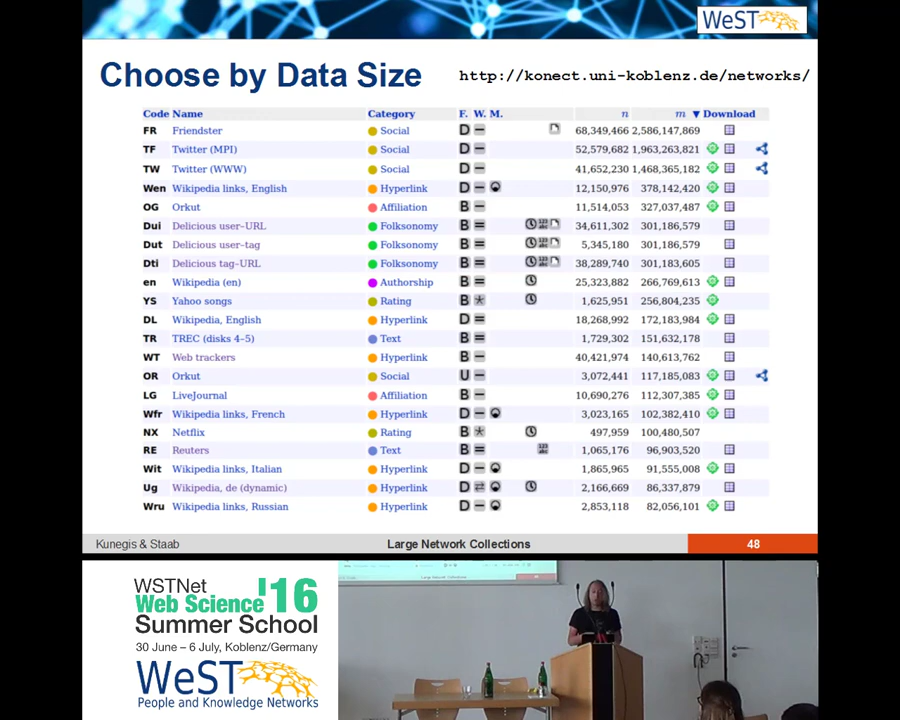 WeST
Choose by Data Size http://konect.uni-koblenz.de/networks/
Code Name Category F. W. M. n m ▼ Download
FR Friendster Social D 68,349,466 2,586,147,869
TF Twitter (MPI) Social D 52,579,682 1,963,263,821
TW Twitter (WWW) Social D 41,652,230 1,468,365,182
Wen Wikipedia links, English Hyperlink D 12,150,976 378,142,420
OG Orkut Affiliation B 11,514,053 327,037,487
Dui Delicious user–URL Folksonomy B 34,611,302 301,186,579
Dut Delicious user–tag Folksonomy B 5,345,180 301,186,579
Dti Delicious tag–URL Folksonomy B 38,289,740 301,183,605
en Wikipedia (en) Authorship B 25,323,882 266,769,613
YS Yahoo songs Rating B 1,625,951 256,804,235
DL Wikipedia, English Hyperlink D 18,268,992 172,183,984
TR TREC (disks 4–5) Text B 1,729,302 151,632,178
WT Web trackers Hyperlink B 40,421,974 140,613,762
OR Orkut Social U 3,072,441 117,185,083
LG LiveJournal Affiliation B 10,690,276 112,307,385
Wfr Wikipedia links, French Hyperlink D 3,023,165 102,382,410
NX Netflix Rating B 497,959 100,480,507
RE Reuters Text B 1,065,176 96,903,520
Wit Wikipedia links, Italian Hyperlink D 1,865,965 91,555,008
Ug Wikipedia, de (dynamic) Hyperlink D 2,166,669 86,337,879
Wru Wikipedia links, Russian Hyperlink D 2,853,118 82,056,101
Kunegis & Staab Large Network Collections 48
WSTNet
Web Science '16
Summer School
30 June – 6 July, Koblenz/Germany
WeST
People and Knowledge Networks
Large Network Collections